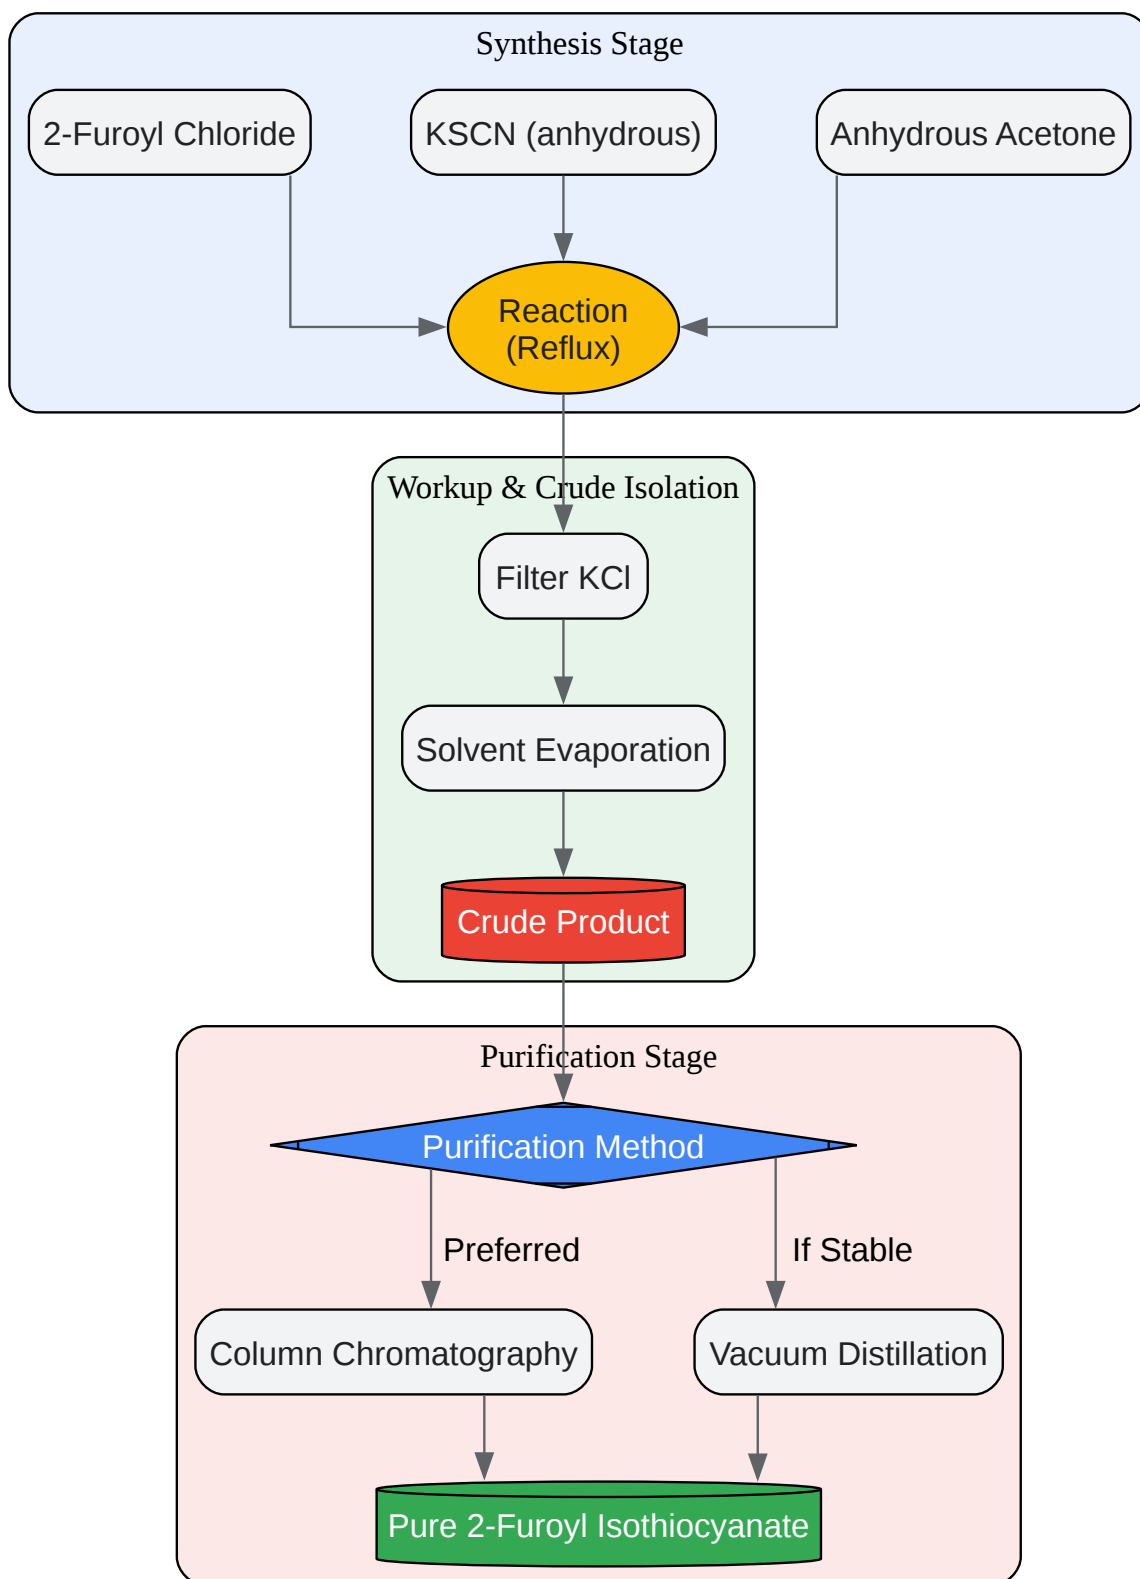 Synthesis Stage
2-Furoyl Chloride
KSCN (anhydrous)
Anhydrous Acetone
Reaction
(Reflux)
Workup & Crude Isolation
Filter KCl
Solvent Evaporation
Crude Product
Purification Stage
Purification Method
Preferred
If Stable
Column Chromatography
Vacuum Distillation
Pure 2-Furoyl Isothiocyanate